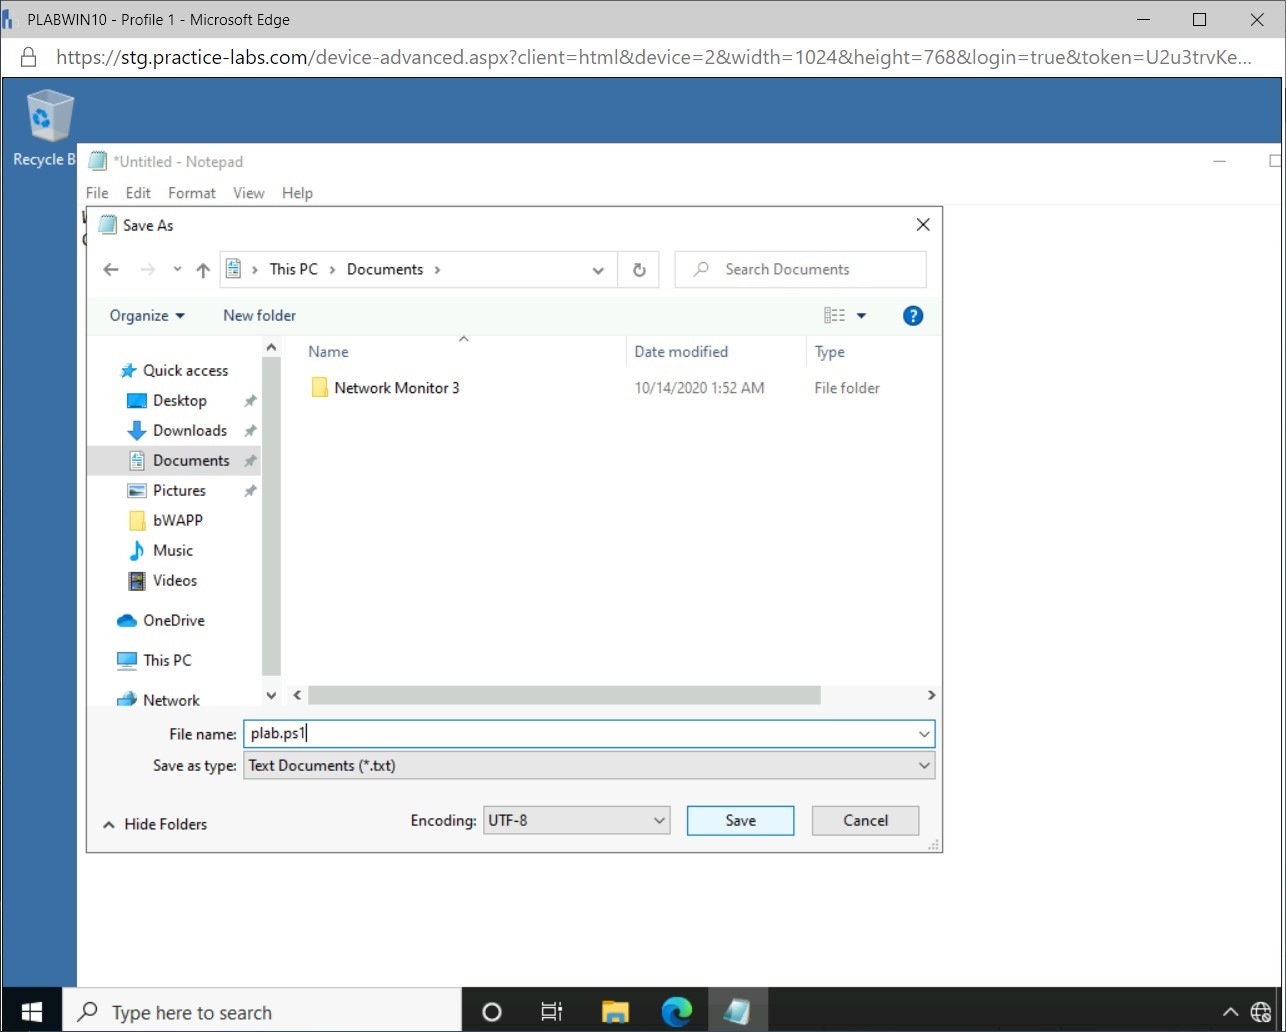 PLABWIN10 - Profile 1 - Microsoft Edge
https://stg.practice-labs.com/device-advanced.aspx?client=html&device=2&width=1024&height=768&login=true&token=U2u3trvKe...
Recycle B
*Untitled - Notepad
File Edit Format View Help
Save As
This PC Documents
Search Documents
Organize New folder
?
Name Date modified Type
Network Monitor 3 10/14/2020 1:52 AM File folder
Quick access
Desktop
Downloads
Documents
Pictures
bWAPP
Music
Videos
OneDrive
This PC
Network
File name: plab.ps1
Save as type: Text Documents (*.txt)
Hide Folders
Encoding: UTF-8
Save
Cancel
Type here to search